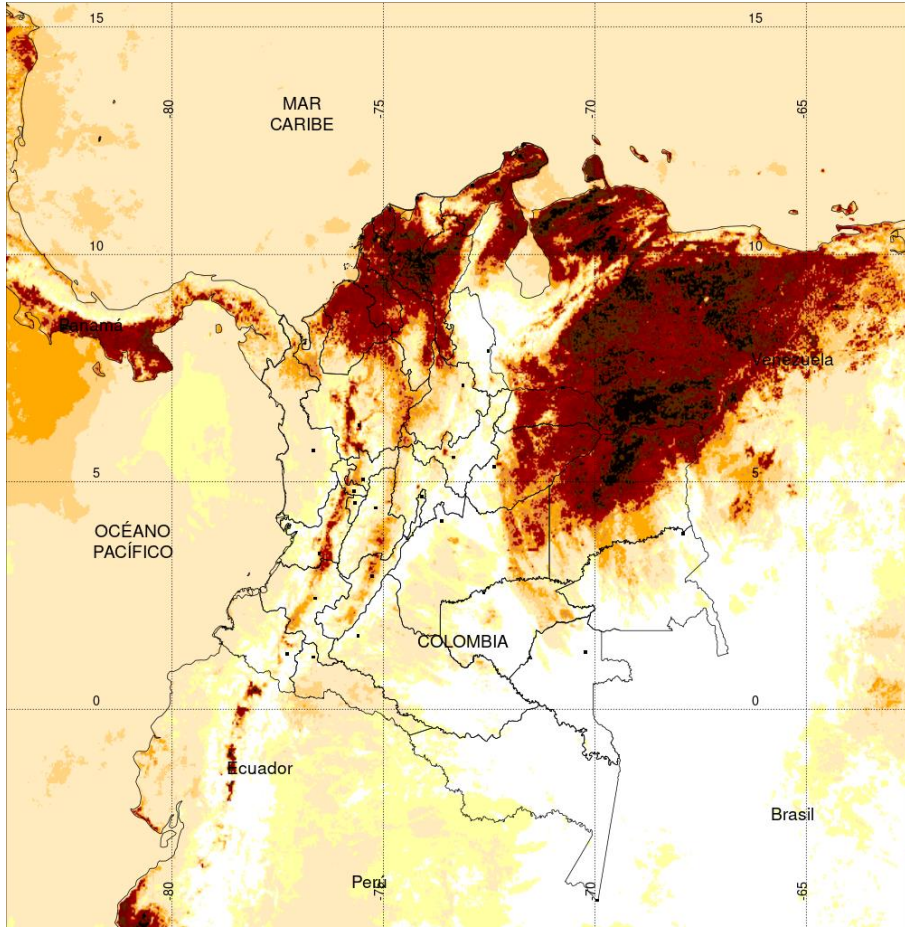 15
15
-80
-75
-70
-65
MAR
CARIBE
10
10
Panamá
Venezuela
5
5
OCÉANO
PACÍFICO
COLOMBIA
0
0
Ecuador
Brasil
Perú
-80
-75
-70
-65